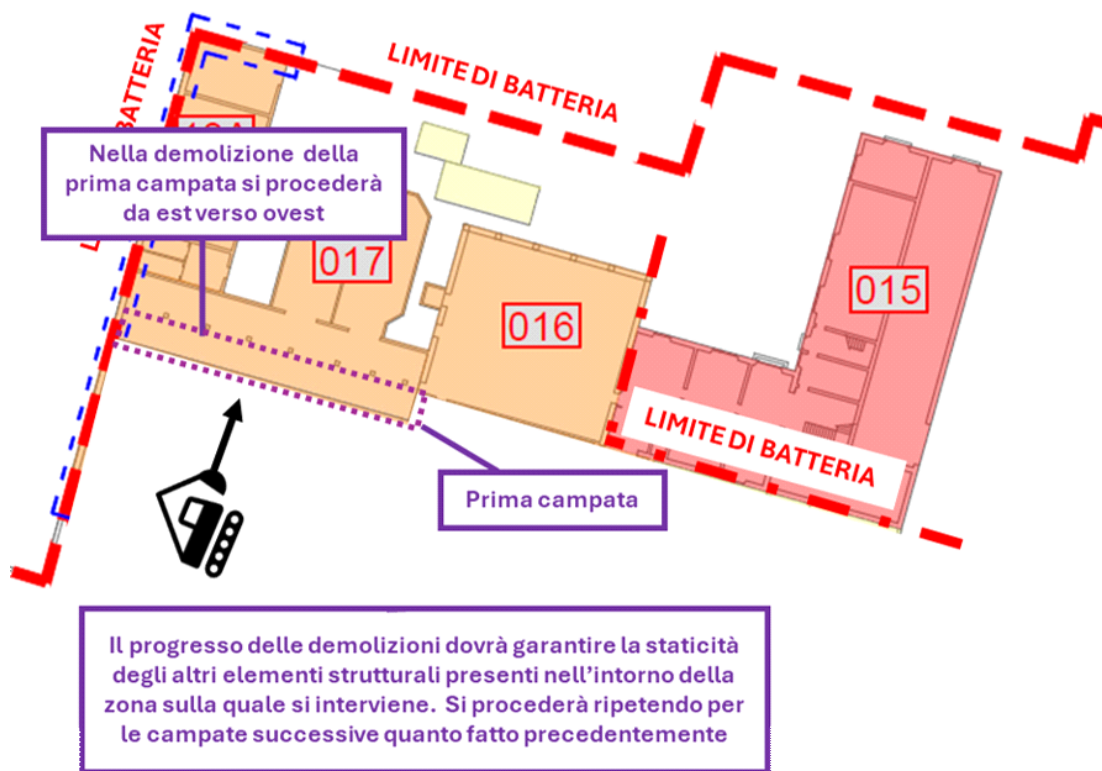 LIMITE DI BATTERIA
BATTERIA
Nella demolizione della
prima campata si procederà
da est verso ovest
017
016
015
LIMITE DI BATTERIA
Prima campata
Il progresso delle demolizioni dovrà garantire la staticità
degli altri elementi strutturali presenti nell'intorno della
zona sulla quale si interviene. Si procederà ripetendo per
le campate successive quanto fatto precedentemente